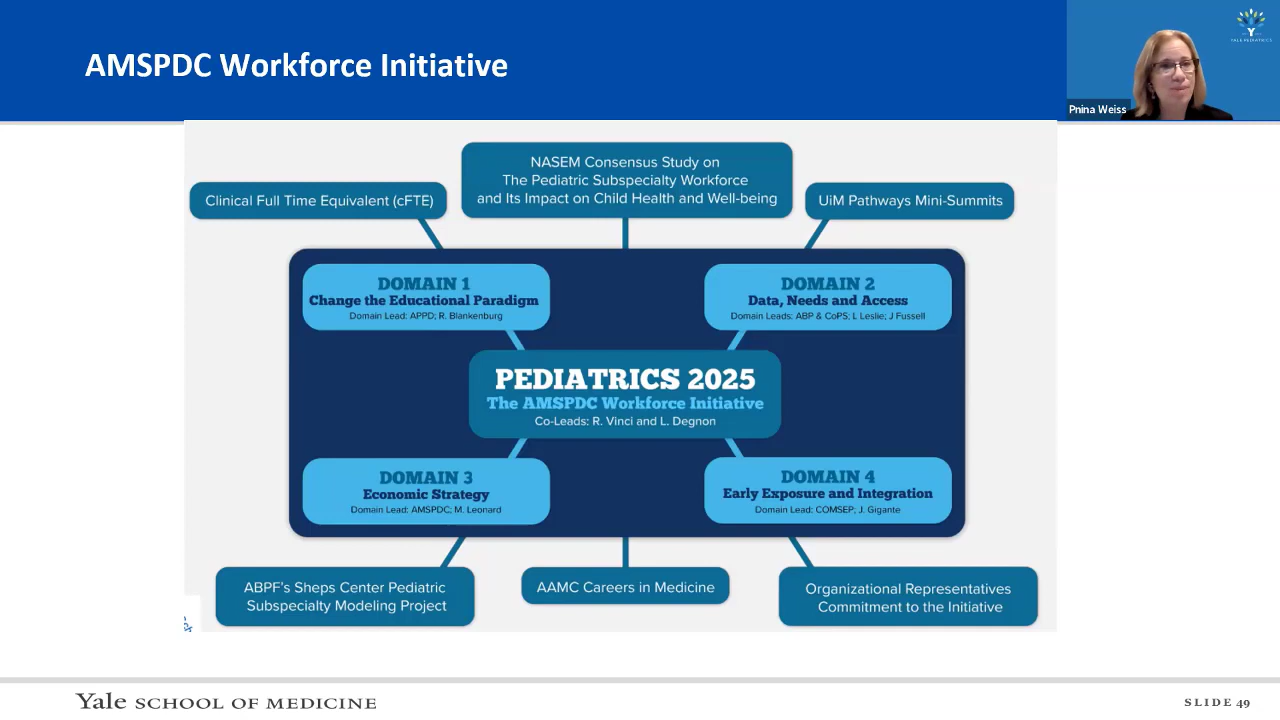 AMSPDC Workforce Initiative
YALE PEDIATRICS
Pnina Weiss
NASEM Consensus Study on
The Pediatric Subspecialty Workforce
and Its Impact on Child Health and Well-being
Clinical Full Time Equivalent (cFTE)
UiM Pathways Mini-Summits
DOMAIN 1
Change the Educational Paradigm
Domain Lead: APPD; R. Blankenburg
DOMAIN 2
Data, Needs and Access
Domain Leads: ABP & CoPS; L Leslie; J Fussell
PEDIATRICS 2025
The AMSPDC Workforce Initiative
Co-Leads: R. Vinci and L. Degnon
DOMAIN 3
Economic Strategy
Domain Lead: AMSPDC; M. Leonard
DOMAIN 4
Early Exposure and Integration
Domain Lead: COMSEP; J. Gigante
ABPF's Sheps Center Pediatric
Subspecialty Modeling Project
AAMC Careers in Medicine
Organizational Representatives
Commitment to the Initiative
Yale SCHOOL OF MEDICINE
SLIDE 49